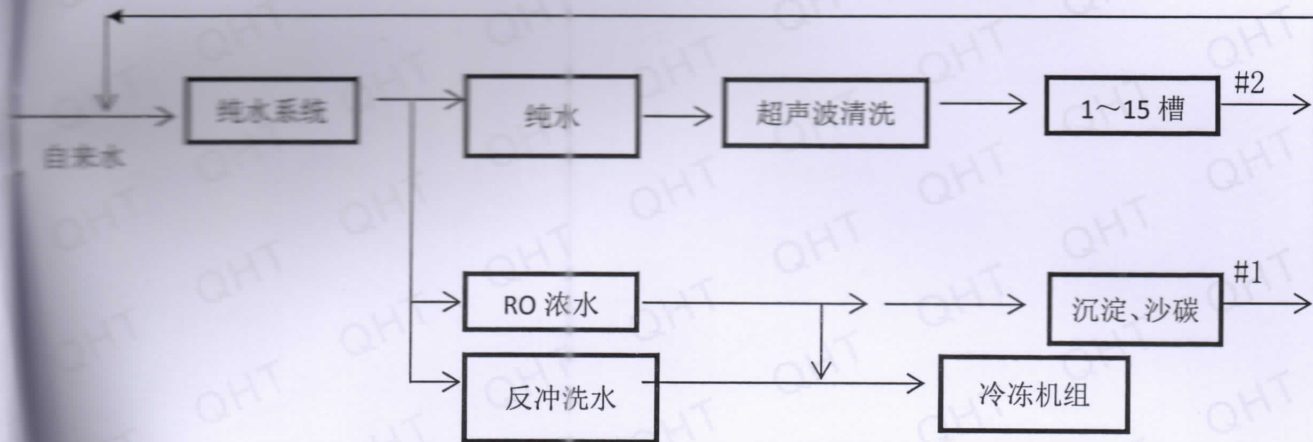 #2
纯水系统
纯水
超声波清洗
1～15 槽
自来水
#1
RO 浓水
沉淀、沙碳
反冲洗水
冷冻机组
QHT